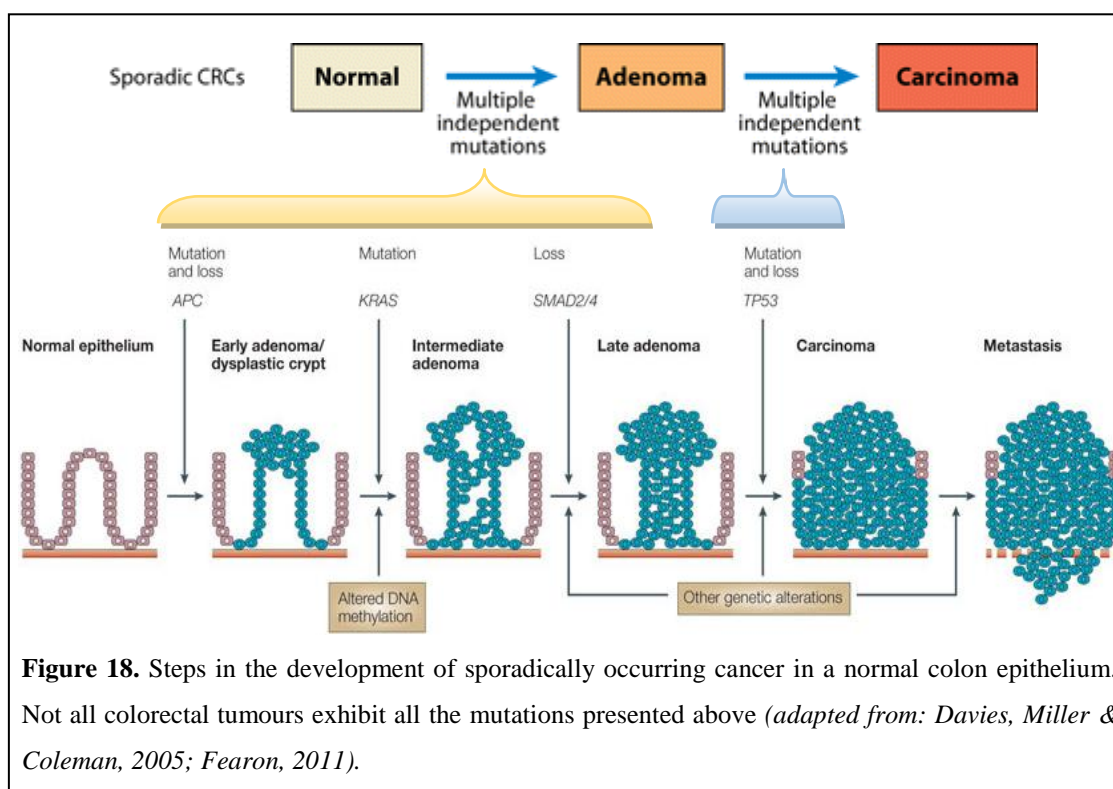 Sporadic CRCs
Normal
Adenoma
Carcinoma
Multiple
independent
mutations
Multiple
independent
mutations
Mutation
and loss
APC
Mutation
KRAS
Loss
SMAD2/4
Mutation
and loss
TP53
Normal epithelium
Early adenoma/
dysplastic crypt
Intermediate
adenoma
Late adenoma
Carcinoma
Metastasis
Altered DNA
methylation
Other genetic alterations
Figure 18. Steps in the development of sporadically occurring cancer in a normal colon epithelium.
Not all colorectal tumours exhibit all the mutations presented above (adapted from: Davies, Miller &
Coleman, 2005; Fearon, 2011).